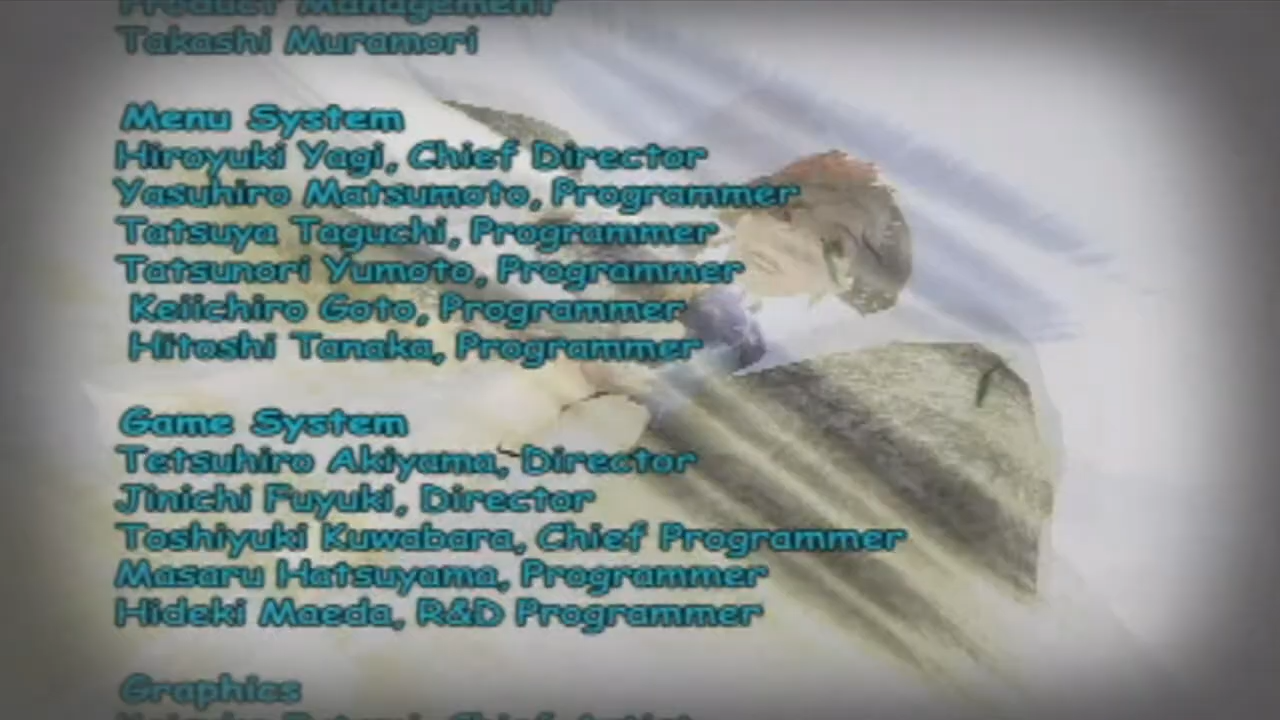 Product Management
Takashi Muramori
Menu System
Hiroyuki Yagi, Chief Director
Yasuhiro Matsumoto, Programmer
Tatsuya Taguchi, Programmer
Tatsunori Yumoto, Programmer
Keiichiro Goto, Programmer
Hitoshi Tanaka, Programmer
Game System
Tetsuhiro Akiyama, Director
Jinichi Fuyuki, Director
Toshiyuki Kuwabara, Chief Programmer
Masaru Hatsuyama, Programmer
Hideki Maeda, R&D Programmer
Graphics